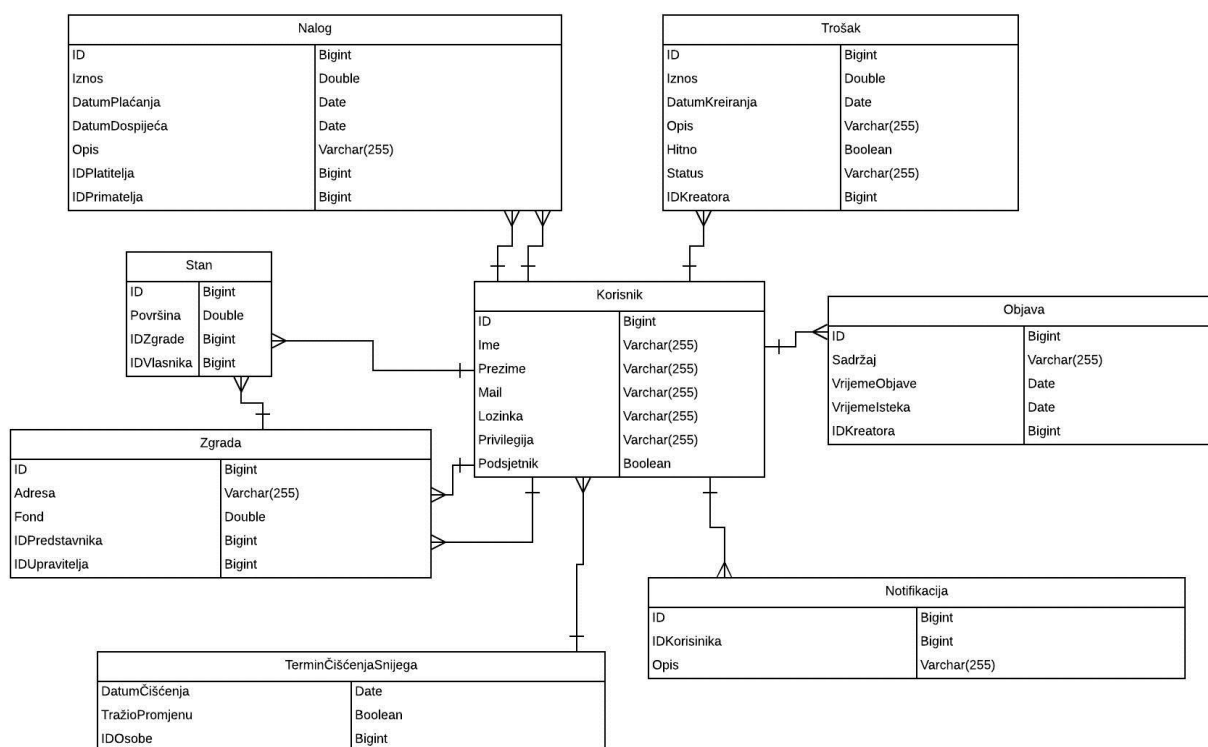 Nalog
ID Bigint
Iznos Double
DatumPlaćanja Date
DatumDospijeća Date
Opis Varchar(255)
IDPlatitelja Bigint
IDPrimatelja Bigint
Trošak
ID Bigint
Iznos Double
DatumKreiranja Date
Opis Varchar(255)
Hitno Boolean
Status Varchar(255)
IDKreatora Bigint
Stan
ID Bigint
Površina Double
IDZgrade Bigint
IDVlasnika Bigint
Korisnik
ID Bigint
Ime Varchar(255)
Prezime Varchar(255)
Mail Varchar(255)
Lozinka Varchar(255)
Privilegija Varchar(255)
Podsjetnik Boolean
Objava
ID Bigint
Sadržaj Varchar(255)
VrijemeObjave Date
VrijemeIsteka Date
IDKreatora Bigint
Zgrada
ID Bigint
Adresa Varchar(255)
Fond Double
IDPredstavnika Bigint
IDUpravitelja Bigint
Notifikacija
ID Bigint
IDKorisinika Bigint
Opis Varchar(255)
TerminČišćenjaSnijega
DatumČišćenja Date
TražioPromjenu Boolean
IDOsobe Bigint